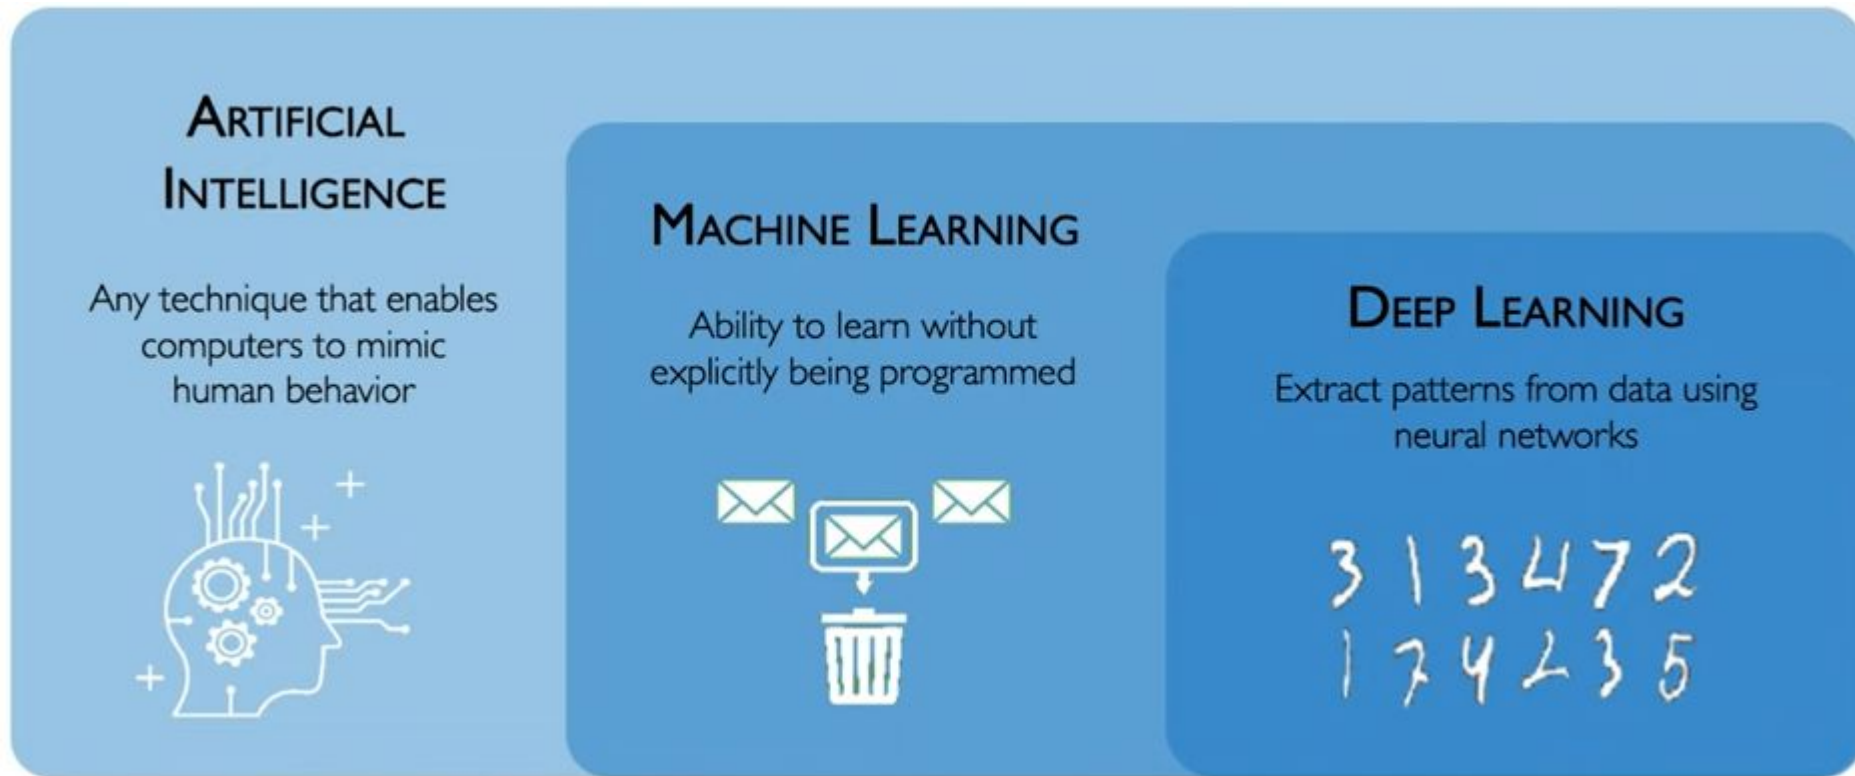 ARTIFICIAL
INTELLIGENCE
Any technique that enables
computers to mimic
human behavior
MACHINE LEARNING
Ability to learn without
explicitly being programmed
DEEP LEARNING
Extract patterns from data using
neural networks
3 1 3 4 7 2
1 7 4 2 3 5